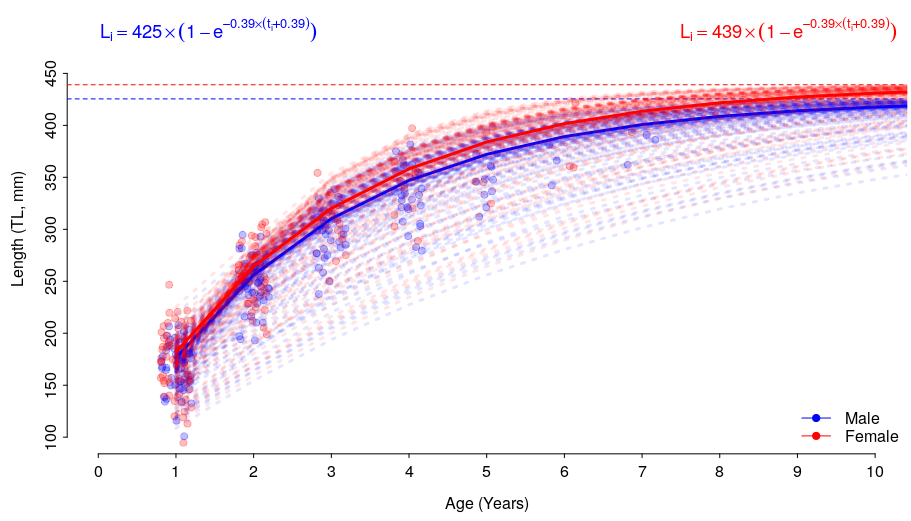 Lᵢ = 425×(1−e^−0.39×(tᵢ+0.39)) Lᵢ = 439×(1−e^−0.39×(tᵢ+0.39))
450
400
350
300
250
200
150
100
Length (TL, mm)
Male
Female
0 1 2 3 4 5 6 7 8 9 10
Age (Years)